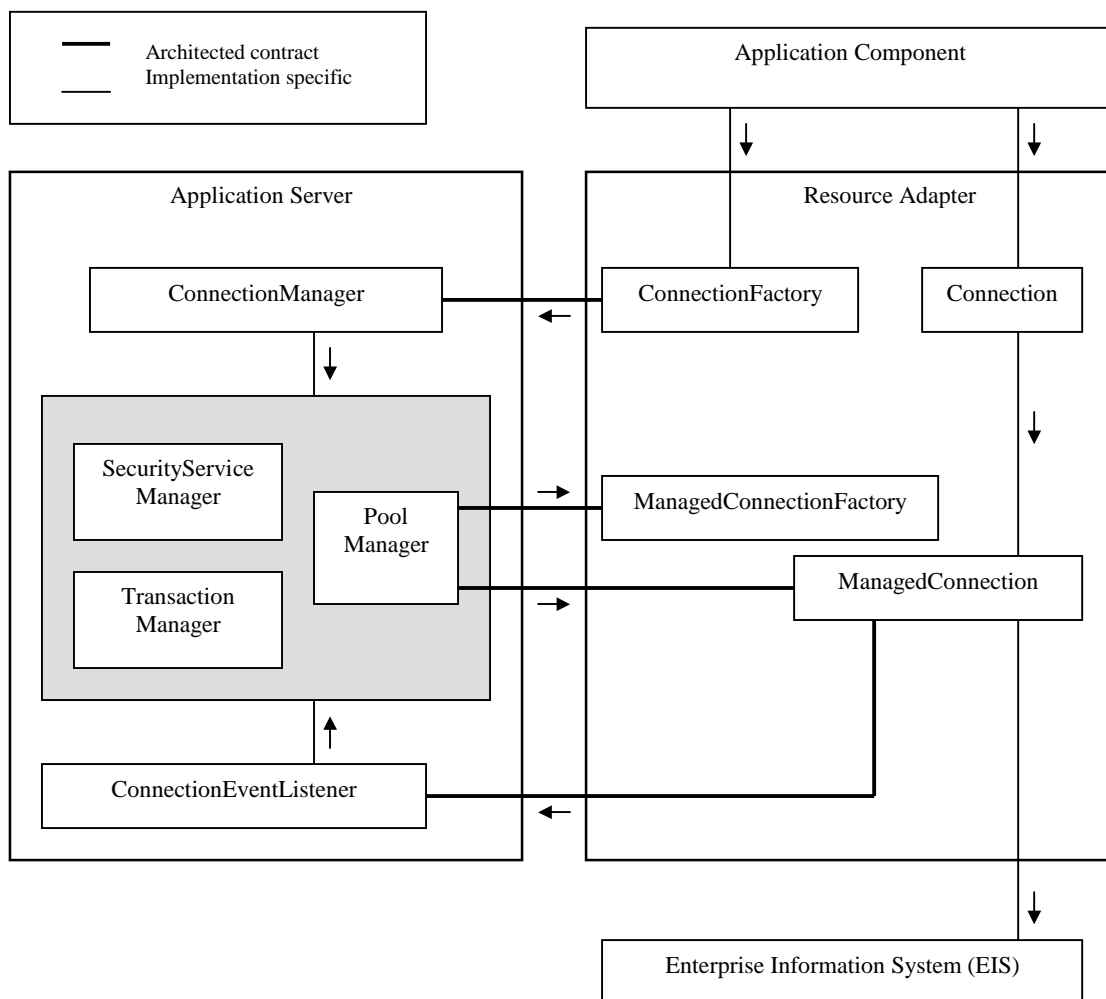 Architected contract
Implementation specific
Application Component
Application Server
Resource Adapter
ConnectionManager
ConnectionFactory
Connection
SecurityService
Manager
Pool
Manager
ManagedConnectionFactory
Transaction
Manager
ManagedConnection
ConnectionEventListener
Enterprise Information System (EIS)